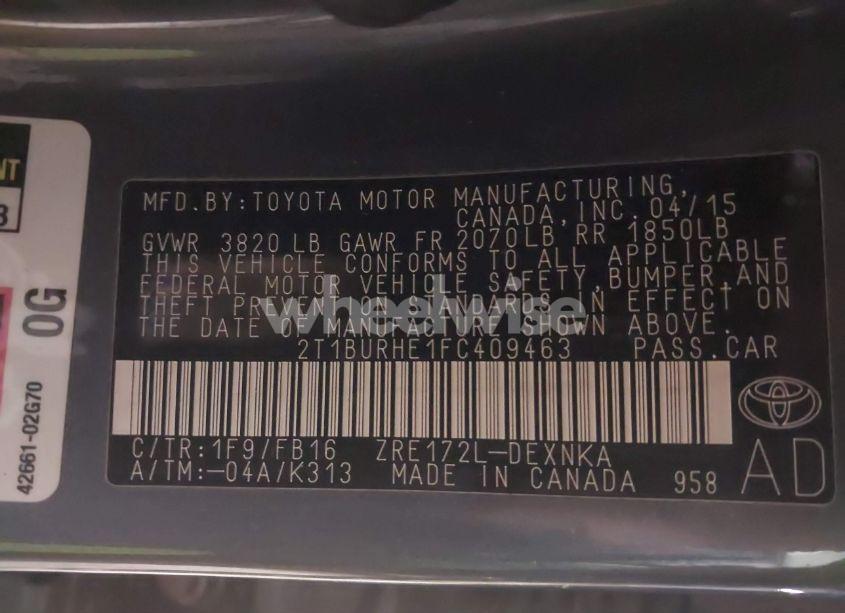 MFD.BY:TOYOTA MOTOR MANUFACTURING,
CANADA,INC. 04/15
GVWR 3820 LB GAWR FR 2070LB RR 1850LB
THIS VEHICLE CONFORMS TO ALL APPLICABLE
FEDERAL MOTOR VEHICLE SAFETY,BUMPER,AND
THEFT PREVENTION STANDARDS IN EFFECT ON
THE DATE OF MANUFACTURE SHOWN ABOVE.
2T1BURHE1FC409463 PASS.CAR
C/TR:1F9/FB16 ZRE172L-DEXNKA
A/TM:-04A/K313 MADE IN CANADA 958 AD
0G
42661-02G70
wheelwise